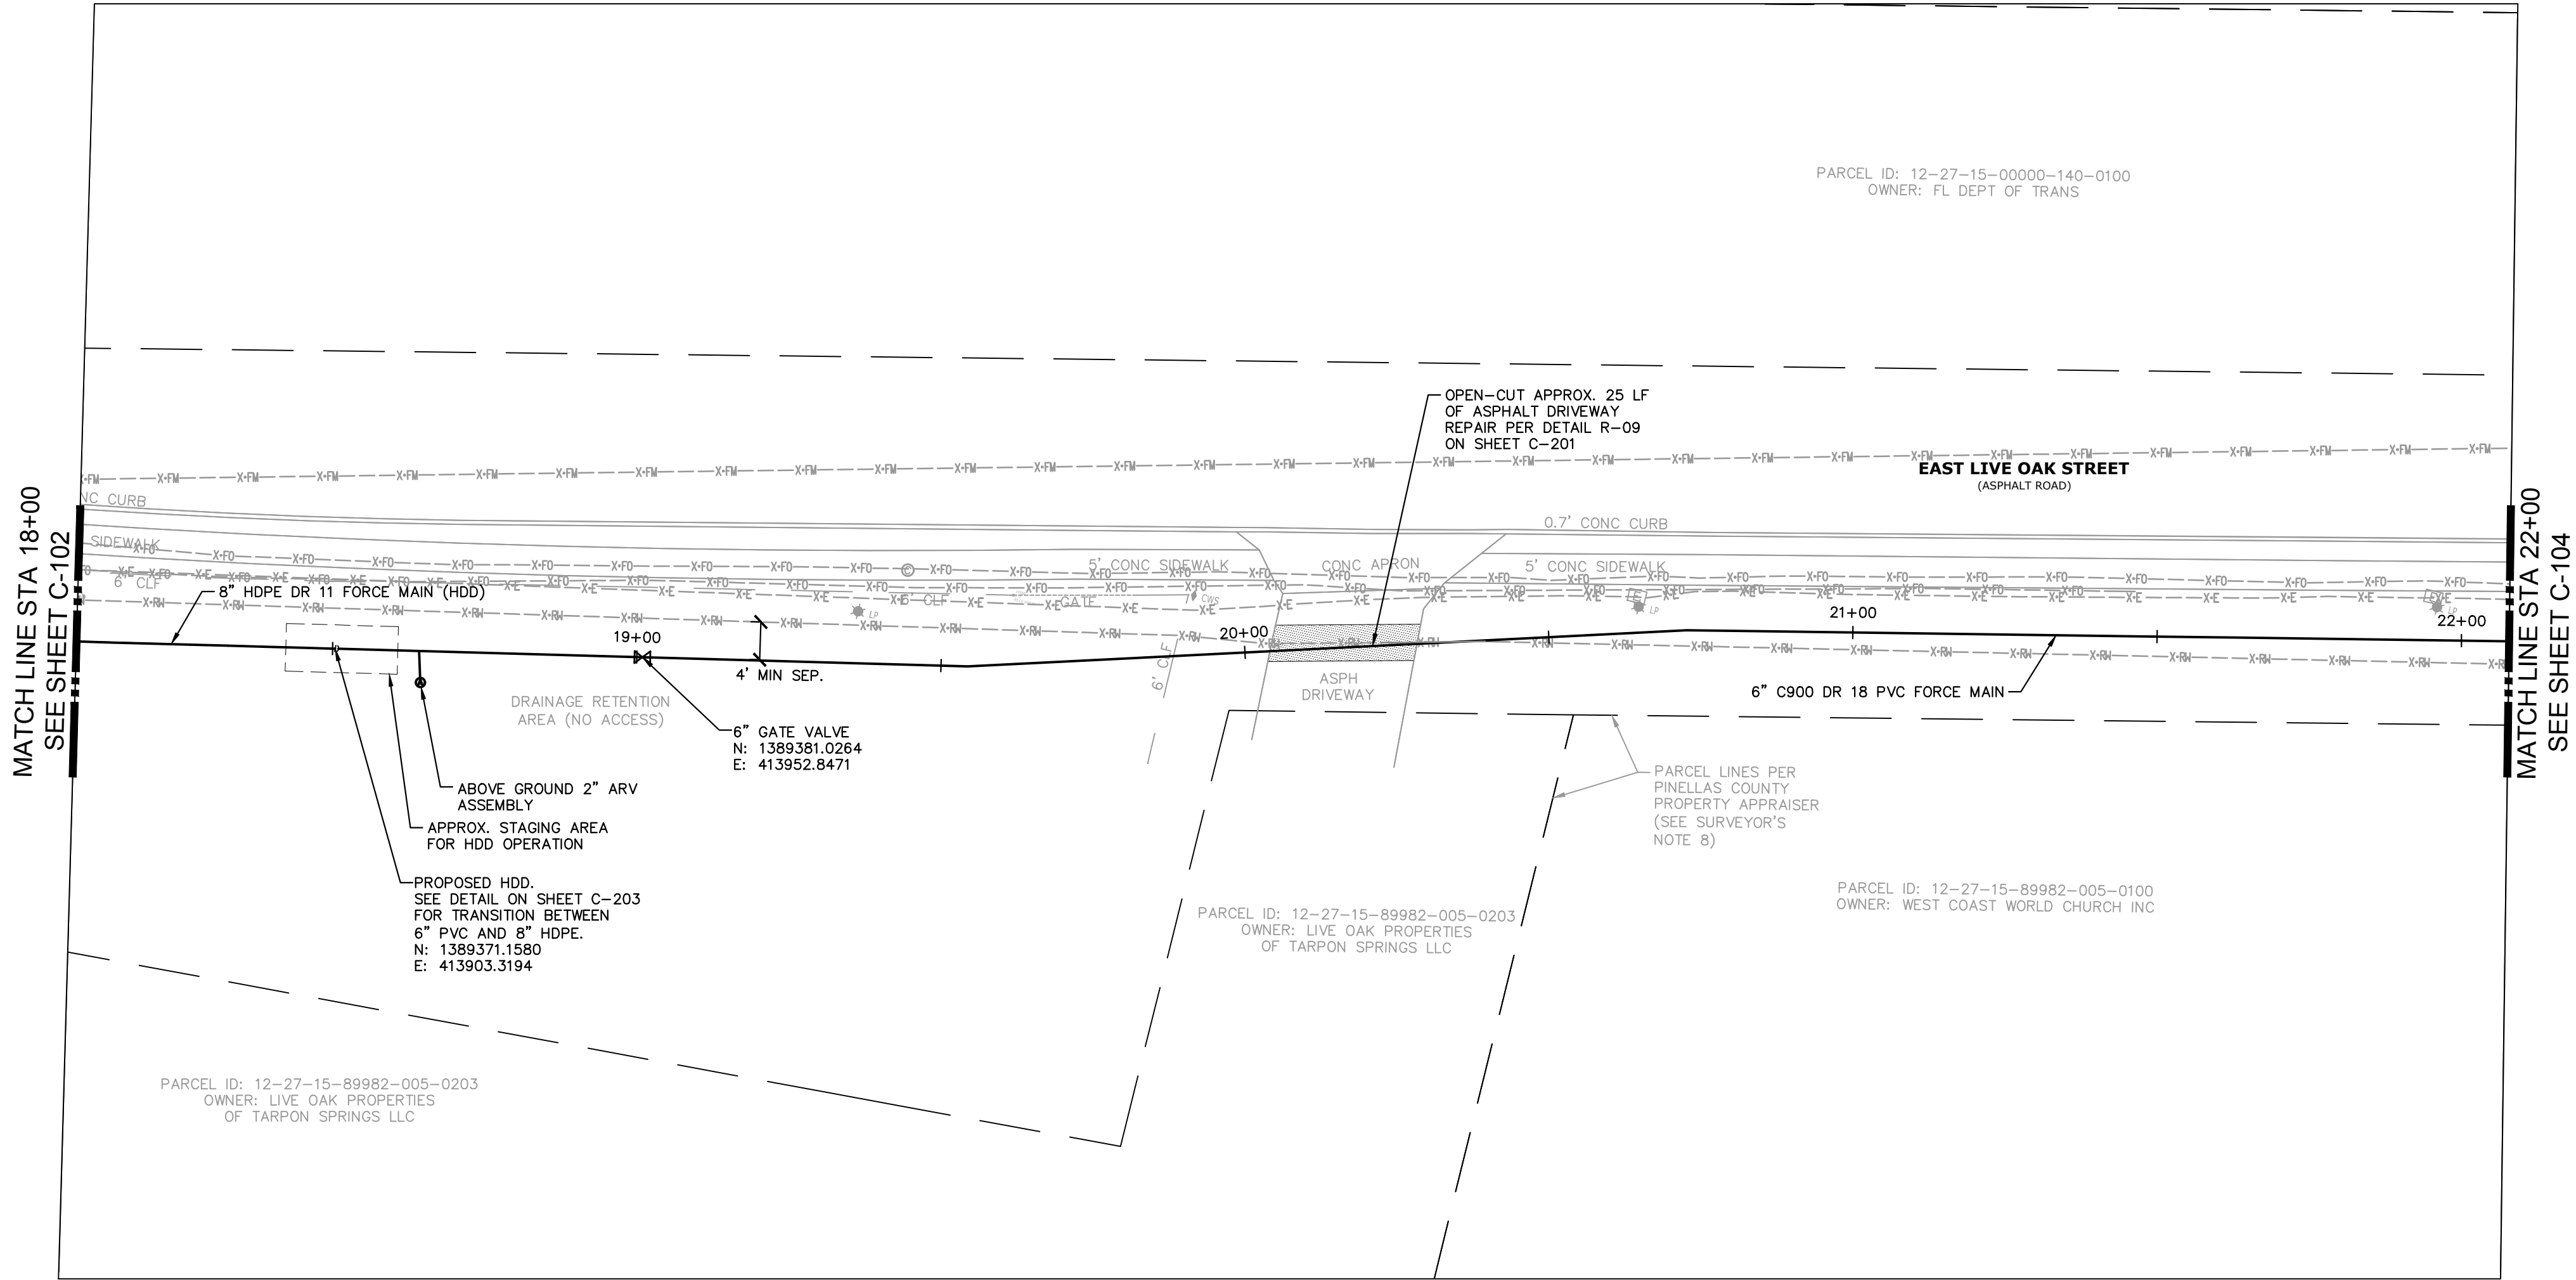 PARCEL ID: 12-27-15-00000-140-0100
OWNER: FL DEPT OF TRANS
OPEN-CUT APPROX. 25 LF
OF ASPHALT DRIVEWAY
REPAIR PER DETAIL R-09
ON SHEET C-201
EAST LIVE OAK STREET
(ASPHALT ROAD)
MATCH LINE STA 18+00
SEE SHEET C-102
MATCH LINE STA 22+00
SEE SHEET C-104
NC CURB
0.7' CONC CURB
SIDEWALK
5' CONC SIDEWALK
CONC APRON
5' CONC SIDEWALK
6' CLF
8" HDPE DR 11 FORCE MAIN (HDD)
LP
6' CLF
GATE
CWS
LP
LP
19+00
20+00
21+00
22+00
4' MIN SEP.
6' CLF
ASPH
DRIVEWAY
6" C900 DR 18 PVC FORCE MAIN
DRAINAGE RETENTION
AREA (NO ACCESS)
6" GATE VALVE
N: 1389381.0264
E: 413952.8471
ABOVE GROUND 2" ARV
ASSEMBLY
APPROX. STAGING AREA
FOR HDD OPERATION
PROPOSED HDD.
SEE DETAIL ON SHEET C-203
FOR TRANSITION BETWEEN
6" PVC AND 8" HDPE.
N: 1389371.1580
E: 413903.3194
PARCEL LINES PER
PINELLAS COUNTY
PROPERTY APPRAISER
(SEE SURVEYOR'S
NOTE 8)
PARCEL ID: 12-27-15-89982-005-0100
OWNER: WEST COAST WORLD CHURCH INC
PARCEL ID: 12-27-15-89982-005-0203
OWNER: LIVE OAK PROPERTIES
OF TARPON SPRINGS LLC
PARCEL ID: 12-27-15-89982-005-0203
OWNER: LIVE OAK PROPERTIES
OF TARPON SPRINGS LLC